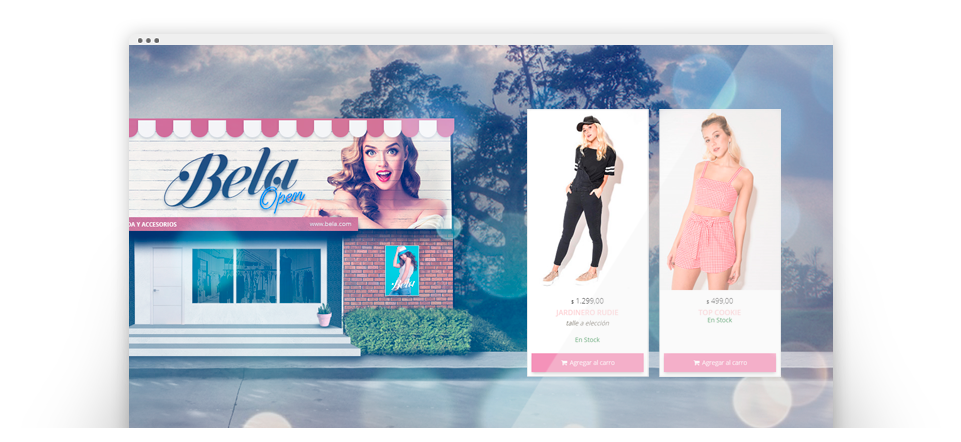 Bela
Open
DA Y ACCESORIOS
www.bela.com
Bela
$ 1.299,00
JARDINERO RUDIE
talle a elección
En Stock
Agregar al carro
$ 499,00
TOP COOKIE
En Stock
Agregar al carro